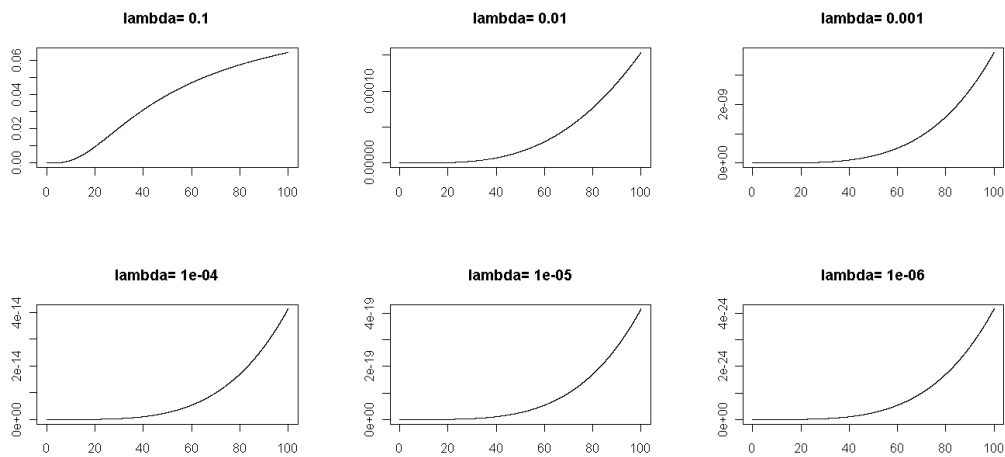 lambda= 0.1
lambda= 0.01
lambda= 0.001
0.00 0.02 0.04 0.06
0.00000 0.00010
0e+00 2e-09
0 20 40 60 80 100
0 20 40 60 80 100
0 20 40 60 80 100
lambda= 1e-04
lambda= 1e-05
lambda= 1e-06
0e+00 2e-14 4e-14
0e+00 2e-19 4e-19
0e+00 2e-24 4e-24
0 20 40 60 80 100
0 20 40 60 80 100
0 20 40 60 80 100